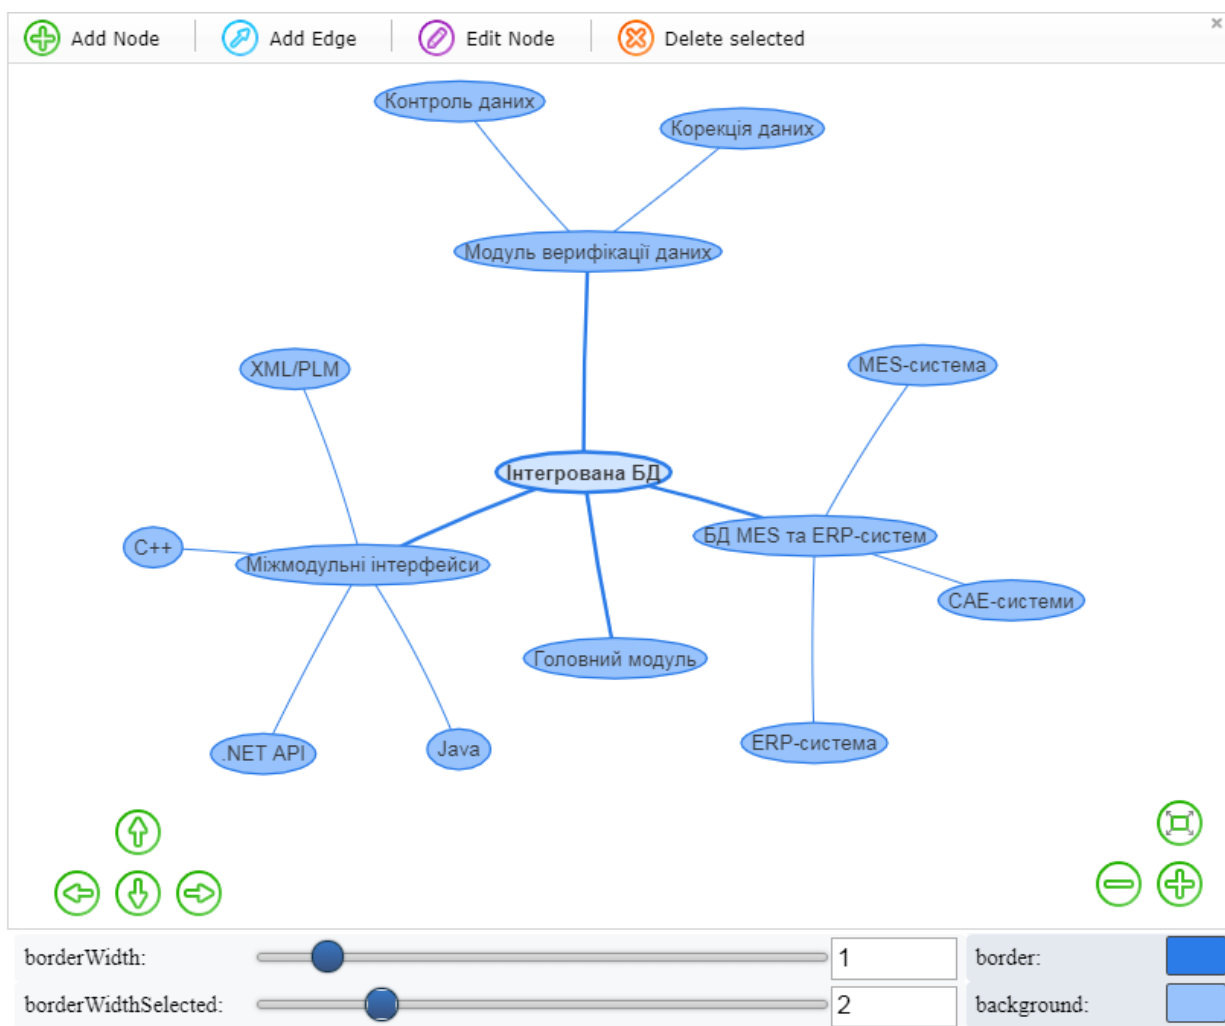 Add Node
Add Edge
Edit Node
Delete selected
Контроль даних
Корекція даних
Модуль верифікації даних
XML/PLM
MES-система
Інтегрована БД
C++
БД MES та ERP-систем
Міжмодульні інтерфейси
CAE-системи
Головний модуль
.NET API
Java
ERP-система
borderWidth:
1
border:
borderWidthSelected:
2
background: